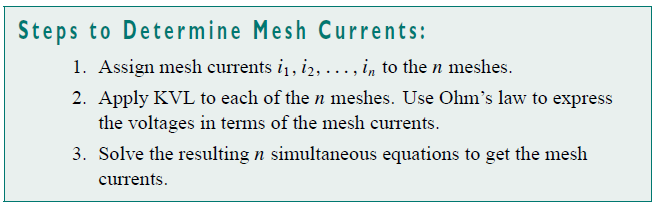 Steps to Determine Mesh Currents:
1. Assign mesh currents i₁, i₂, . . . , iₙ to the n meshes.
2. Apply KVL to each of the n meshes. Use Ohm’s law to express
the voltages in terms of the mesh currents.
3. Solve the resulting n simultaneous equations to get the mesh
currents.